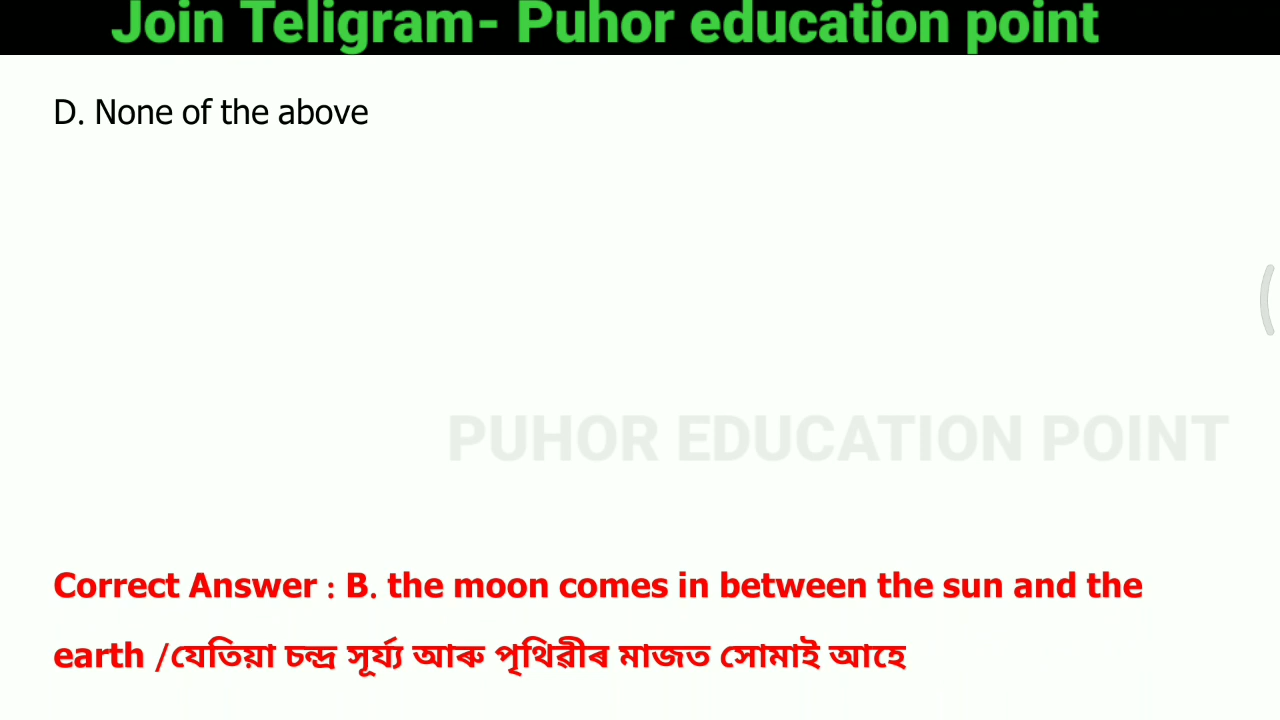 Join Teligram- Puhor education point
D. None of the above
PUHOR EDUCATION POINT
Correct Answer : B. the moon comes in between the sun and the
earth /যেতিয়া চন্দ্ৰ সূৰ্য্য আৰু পৃথিৱীৰ মাজত সোমাই আহে